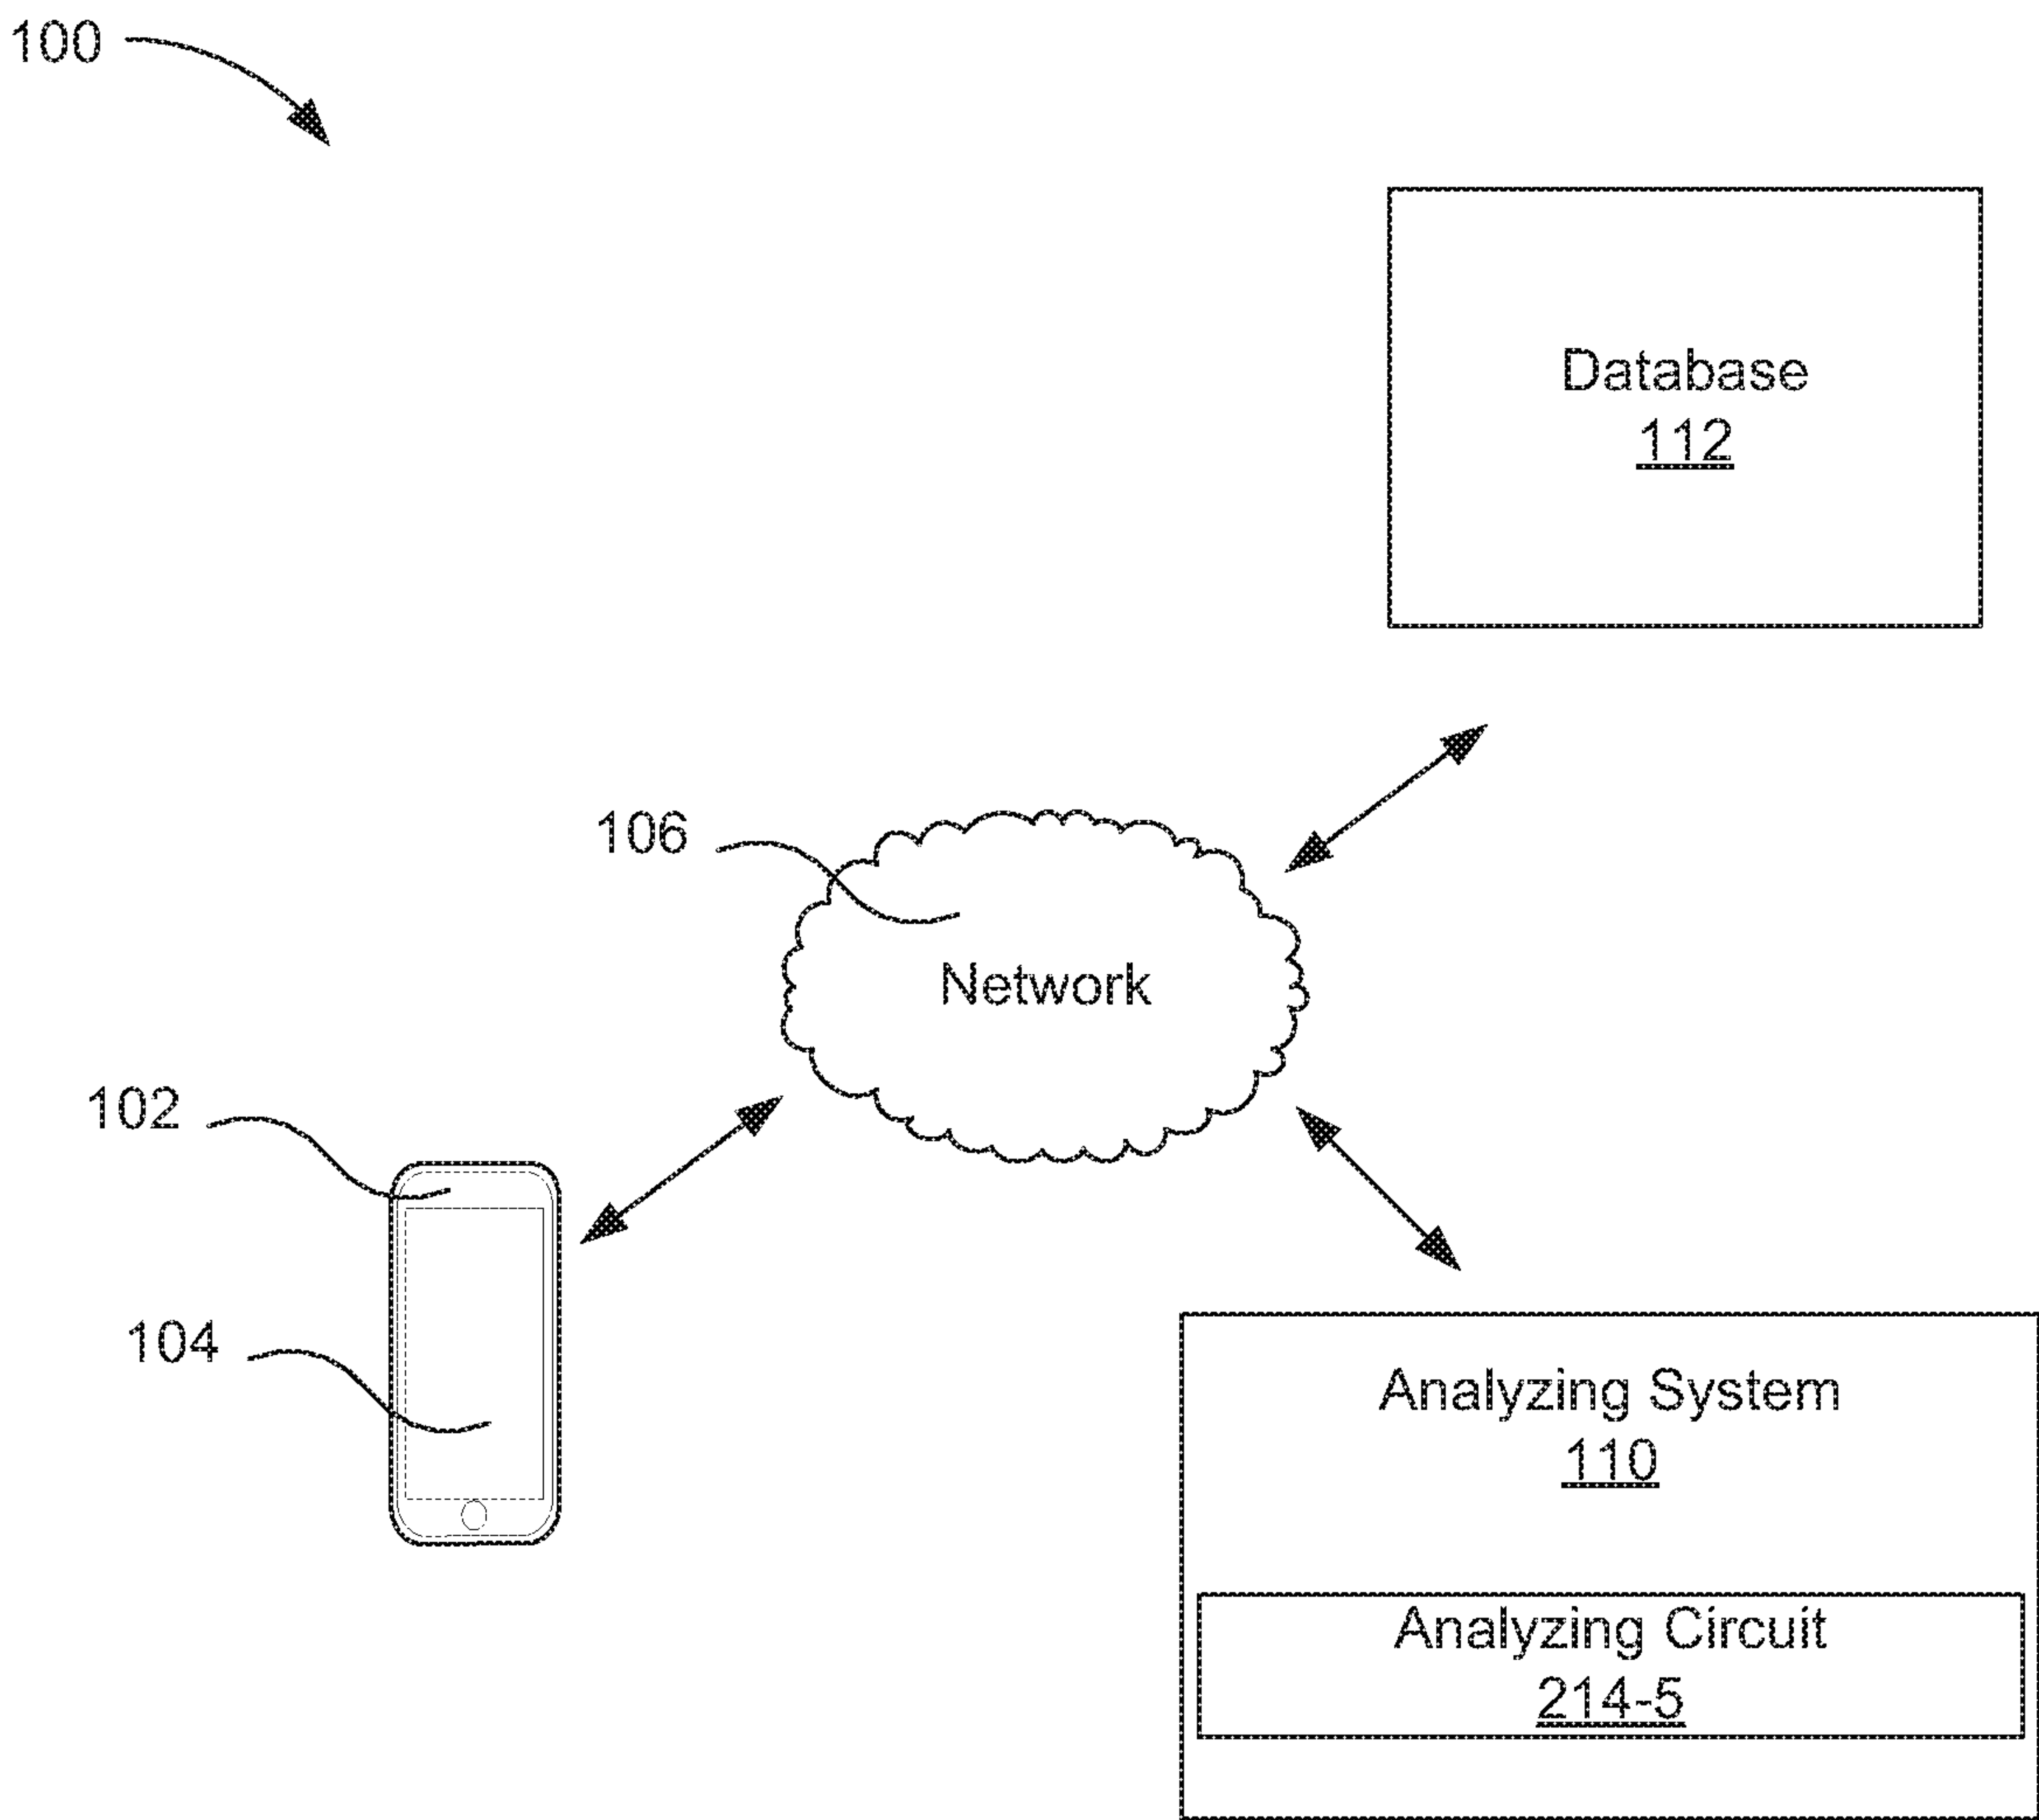 100
Database
112
106
Network
102
104
Analyzing System
110
Analyzing Circuit
214-5